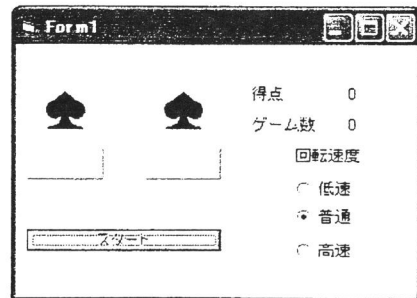 Form1
得点 0
ゲーム数 0
回転速度
低速
普通
スタート
高速